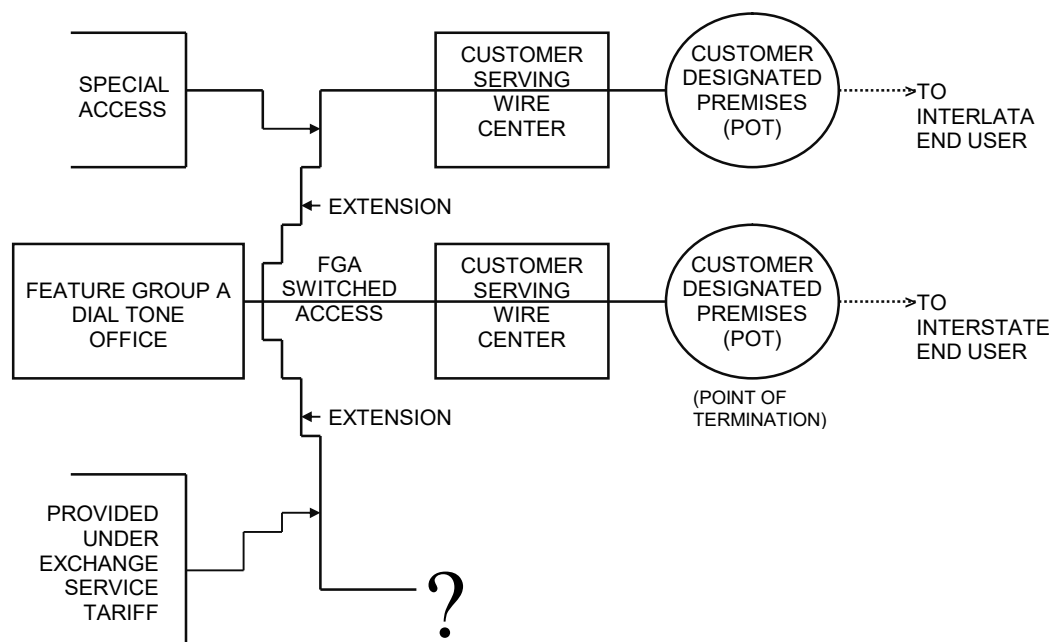 SPECIAL
ACCESS
CUSTOMER
SERVING
WIRE
CENTER
CUSTOMER
DESIGNATED
PREMISES
(POT)
TO
INTERLATA
END USER
EXTENSION
FEATURE GROUP A
DIAL TONE
OFFICE
FGA
SWITCHED
ACCESS
CUSTOMER
SERVING
WIRE
CENTER
CUSTOMER
DESIGNATED
PREMISES
(POT)
TO
INTERSTATE
END USER
(POINT OF
TERMINATION)
EXTENSION
PROVIDED
UNDER
EXCHANGE
SERVICE
TARIFF
?